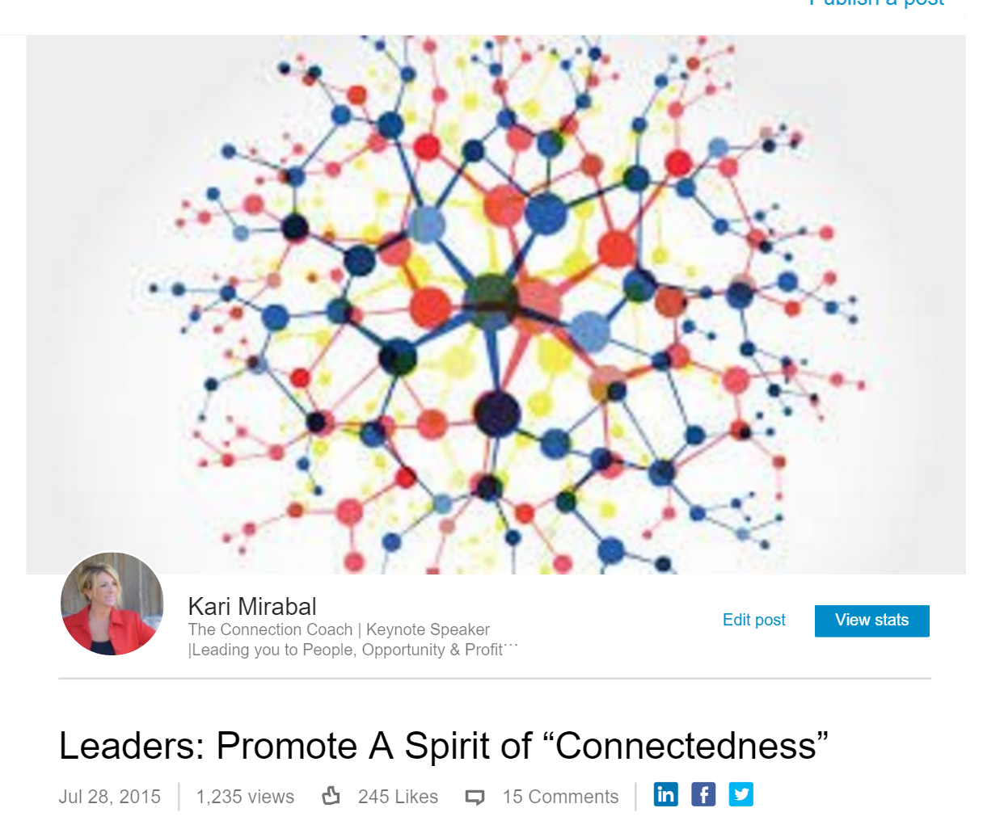 Publish a post
Kari Mirabal
The Connection Coach | Keynote Speaker
|Leading you to People, Opportunity & Profit...
Edit post
View stats
Leaders: Promote A Spirit of “Connectedness”
Jul 28, 2015 1,235 views 245 Likes 15 Comments in f